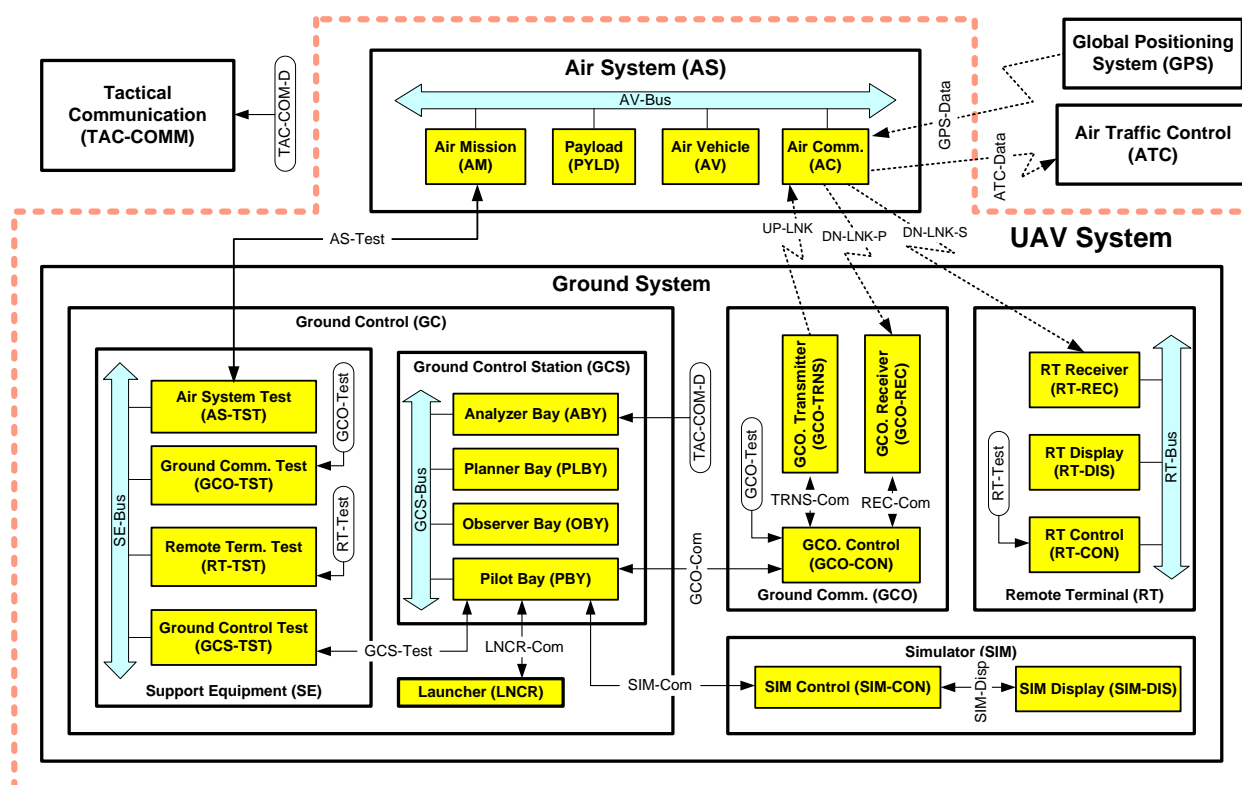 Tactical
Communication
(TAC-COMM)
TAC-COM-D
Air System (AS)
AV-Bus
Air Mission
(AM)
Payload
(PYLD)
Air Vehicle
(AV)
Air Comm.
(AC)
GPS-Data
Global Positioning
System (GPS)
Air Traffic Control
(ATC)
ATC-Data
AS-Test
UP-LNK
DN-LNK-P
DN-LNK-S
UAV System
Ground System
Ground Control (GC)
SE-Bus
Air System Test
(AS-TST)
GCO-Test
Ground Comm. Test
(GCO-TST)
Remote Term. Test
(RT-TST)
RT-Test
Ground Control Test
(GCS-TST)
Support Equipment (SE)
GCS-Test
Ground Control Station (GCS)
GCS-Bus
Analyzer Bay (ABY)
Planner Bay (PLBY)
Observer Bay (OBY)
Pilot Bay (PBY)
LNCR-Com
Launcher (LNCR)
TAC-COM-D
GCO-Com
SIM-Com
GCO. Transmitter
(GCO-TRNS)
GCO. Receiver
(GCO-REC)
GCO-Test
TRNS-Com
REC-Com
GCO. Control
(GCO-CON)
Ground Comm. (GCO)
RT Receiver
(RT-REC)
RT Display
(RT-DIS)
RT-Bus
RT-Test
RT Control
(RT-CON)
Remote Terminal (RT)
Simulator (SIM)
SIM Control (SIM-CON)
SIM-Disp
SIM Display (SIM-DIS)